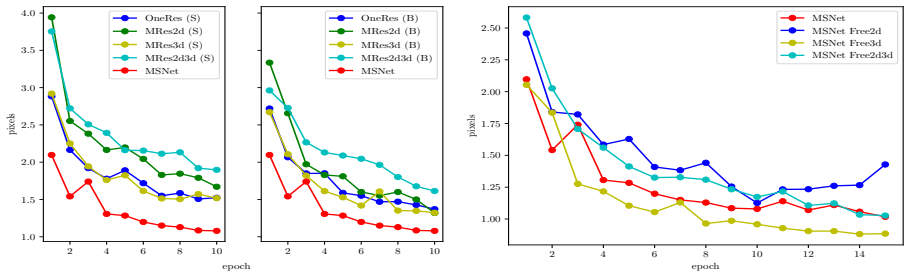 OneRes (S)
MRes2d (S)
MRes3d (S)
MRes2d3d (S)
MSNet
4.0
3.5
3.0
2.5
2.0
1.5
1.0
pixels
2 4 6 8 10
epoch
OneRes (B)
MRes2d (B)
MRes3d (B)
MRes2d3d (B)
MSNet
2 4 6 8 10
epoch
MSNet
MSNet Free2d
MSNet Free3d
MSNet Free2d3d
2.50
2.25
2.00
1.75
1.50
1.25
1.00
pixels
2 4 6 8 10 12 14
epoch